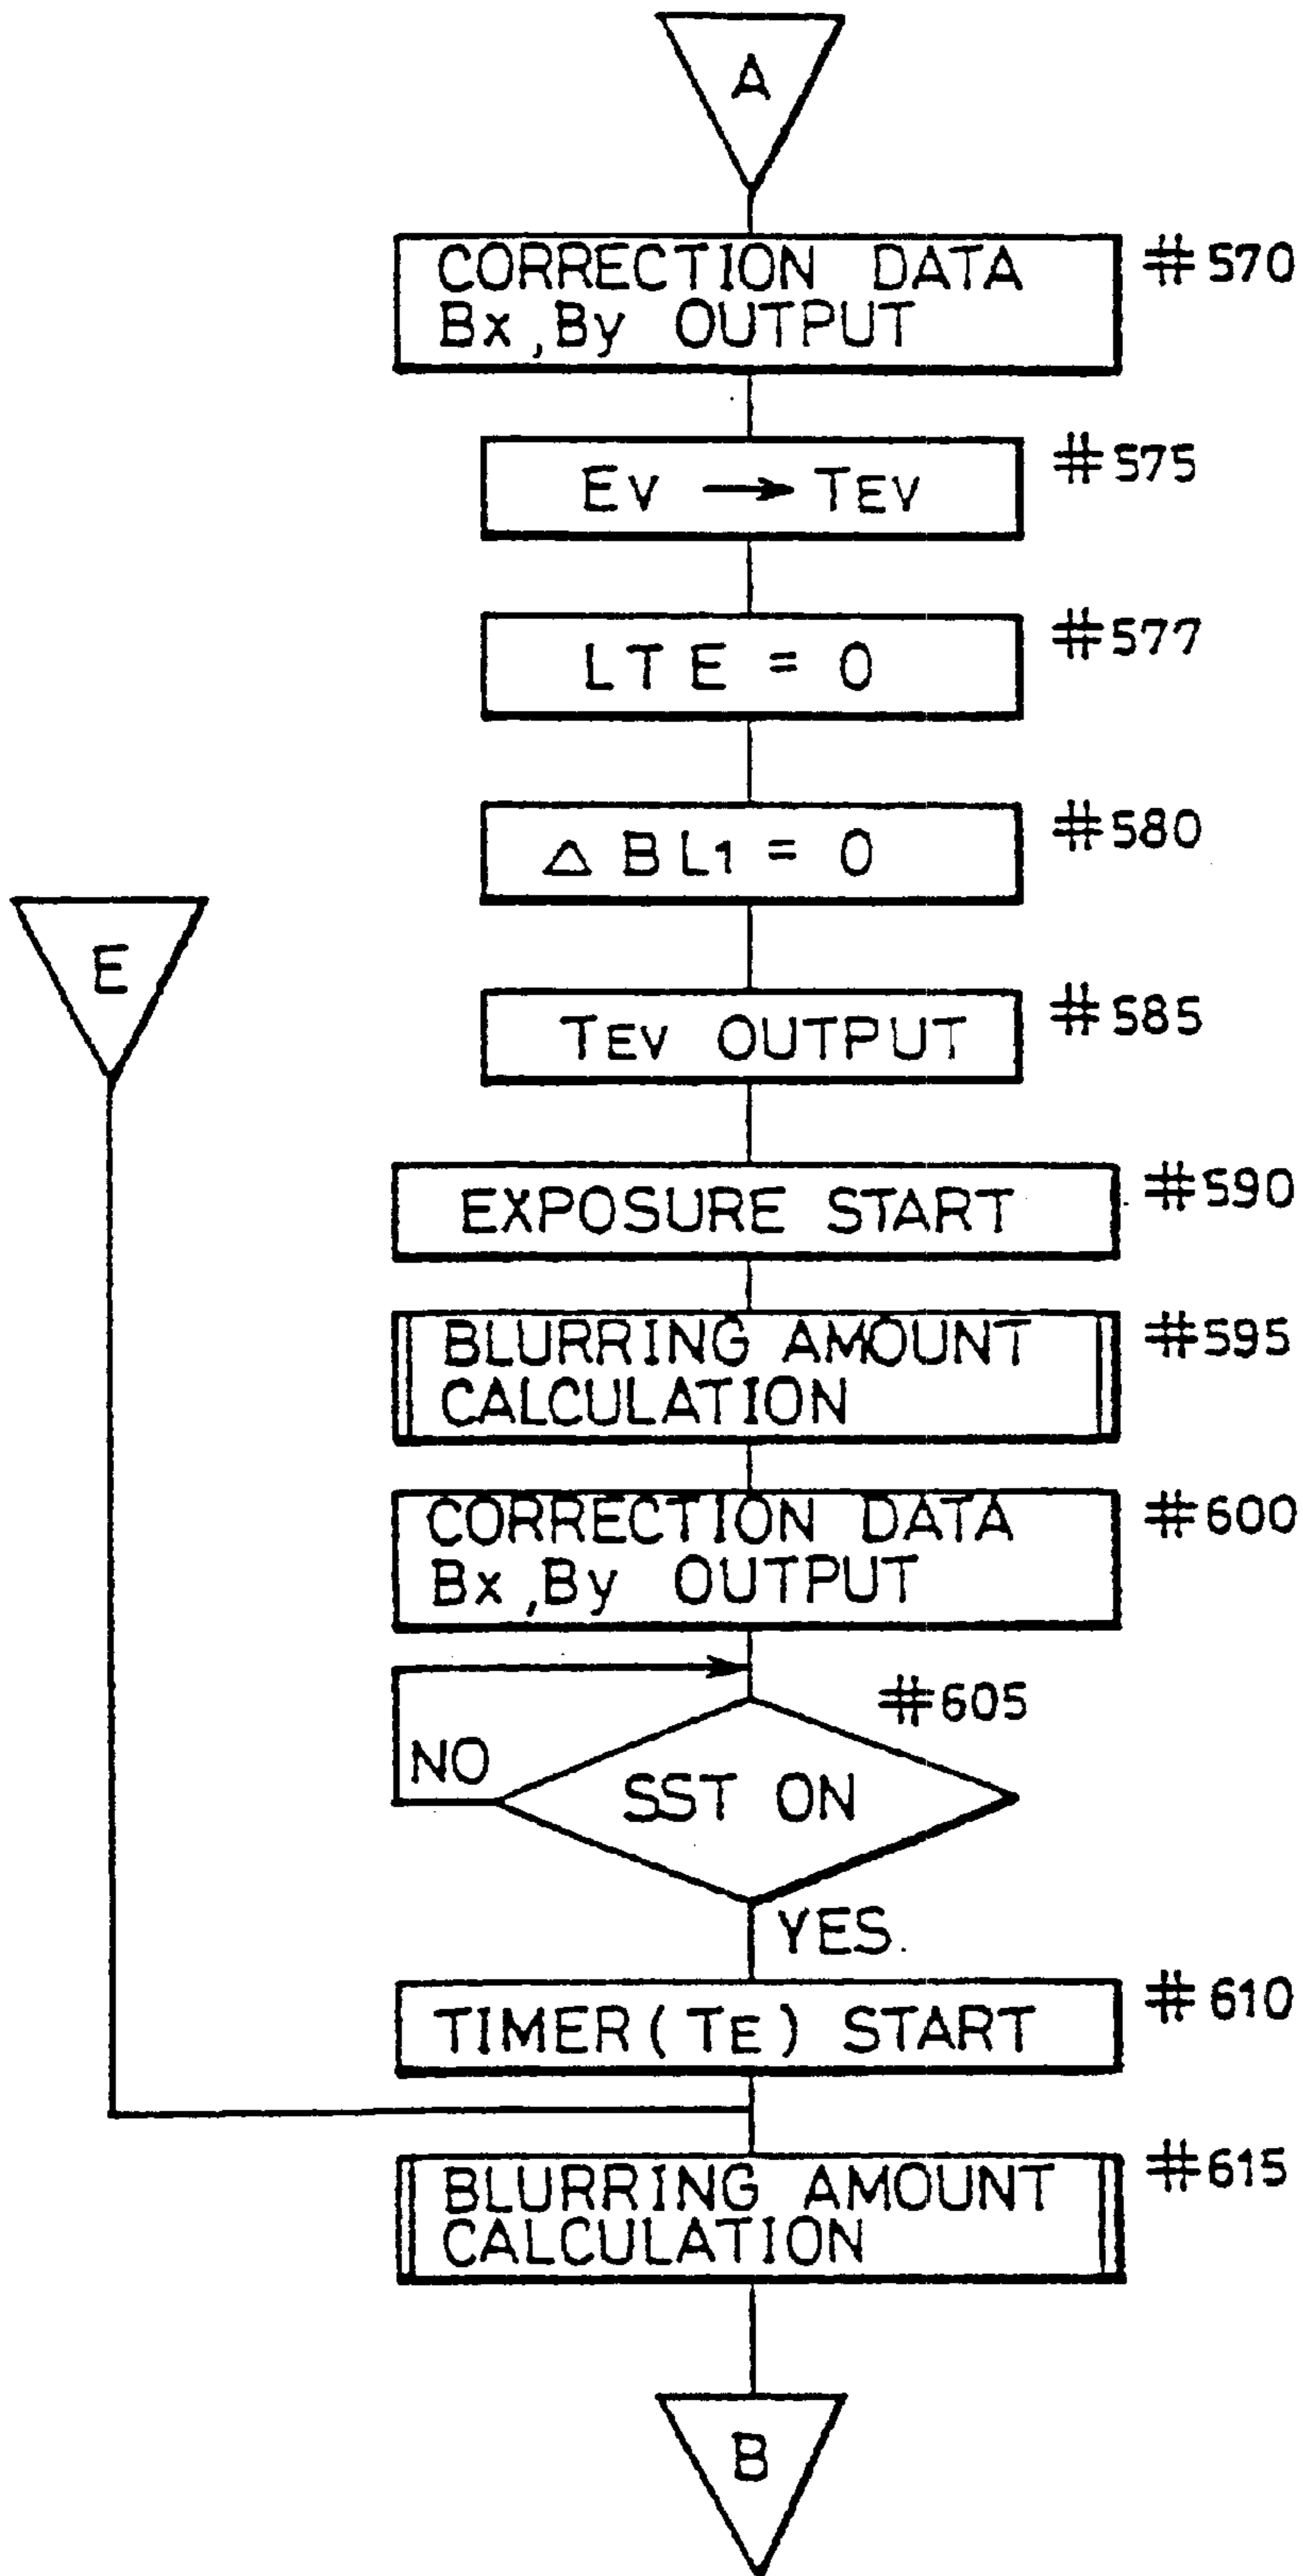 A
CORRECTION DATA #570
Bx,By OUTPUT
Ev → TEV #575
LTE = 0 #577
△BL1 = 0 #580
E
TEV OUTPUT #585
EXPOSURE START #590
BLURRING AMOUNT #595
CALCULATION
CORRECTION DATA #600
Bx,By OUTPUT
#605
NO
SST ON
YES
TIMER(TE) START #610
BLURRING AMOUNT #615
CALCULATION
B